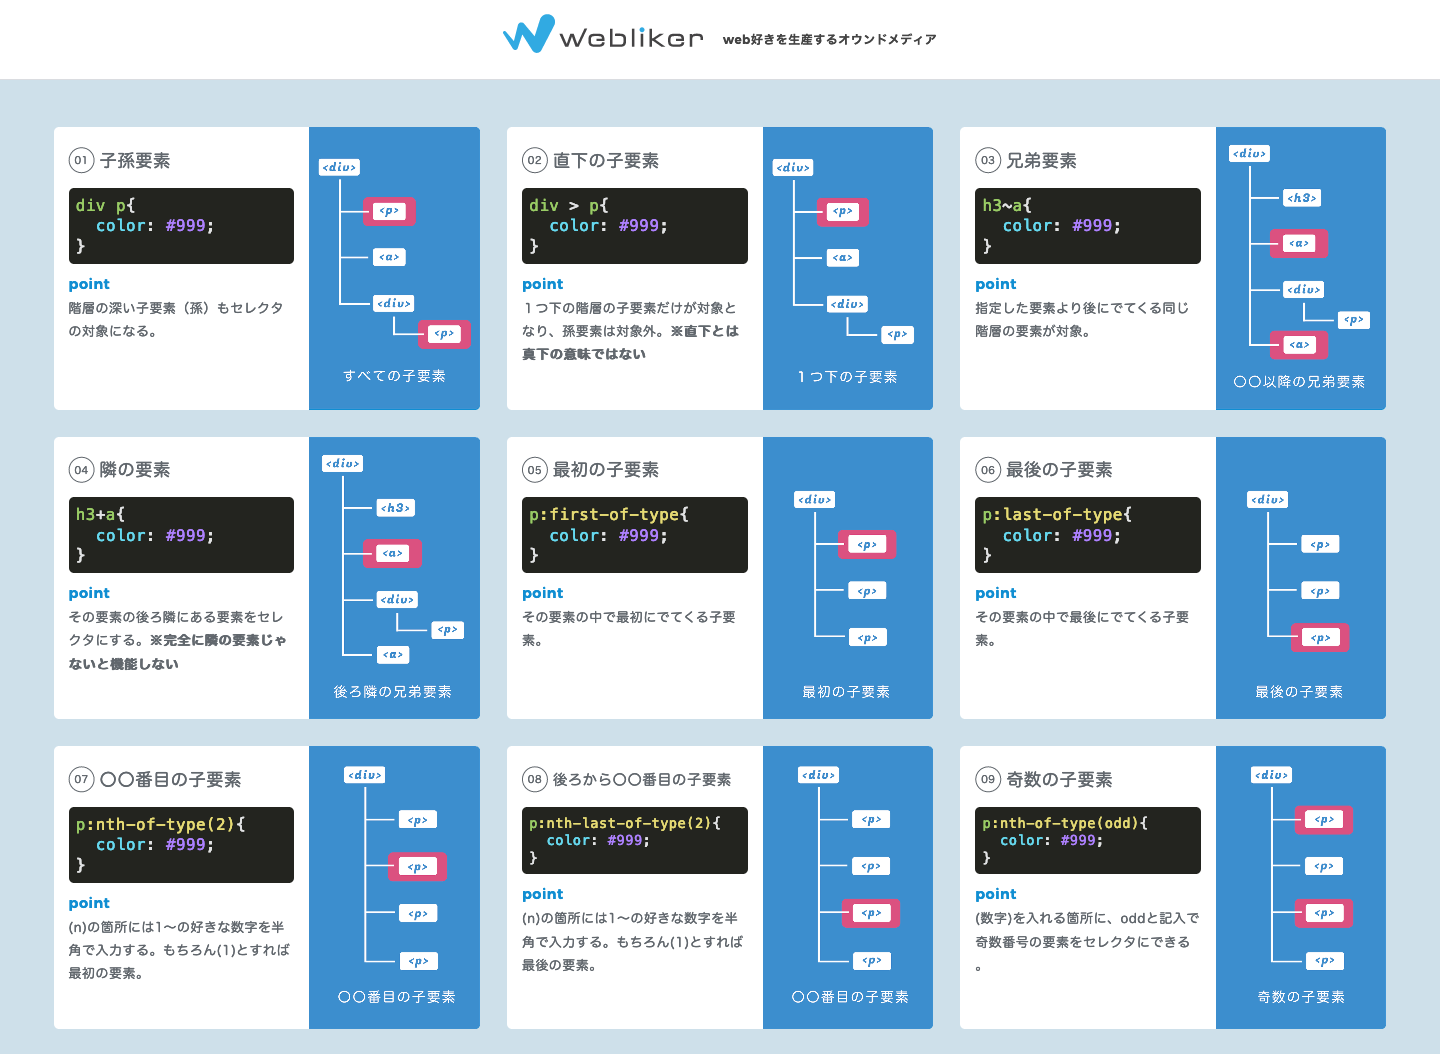 webliker web好きを生産するオウンドメディア
01 子孫要素
div p{
color: #999;
}
point
階層の深い子要素（孫）もセレクタ
の対象になる。
<div>
<p>
<a>
<div>
<p>
すべての子要素
02 直下の子要素
div > p{
color: #999;
}
point
１つ下の階層の子要素だけが対象と
なり、孫要素は対象外。※直下とは
真下の意味ではない
<div>
<p>
<a>
<div>
<p>
１つ下の子要素
03 兄弟要素
h3~a{
color: #999;
}
point
指定した要素より後にでてくる同じ
階層の要素が対象。
<div>
<h3>
<a>
<div>
<p>
<a>
〇〇以降の兄弟要素
04 隣の要素
h3+a{
color: #999;
}
point
その要素の後ろ隣にある要素をセレ
クタにする。※完全に隣の要素じゃ
ないと機能しない
<div>
<h3>
<a>
<div>
<p>
<a>
後ろ隣の兄弟要素
05 最初の子要素
p:first-of-type{
color: #999;
}
point
その要素の中で最初にでてくる子要
素。
<div>
<p>
<p>
<p>
最初の子要素
06 最後の子要素
p:last-of-type{
color: #999;
}
point
その要素の中で最後にでてくる子要
素。
<div>
<p>
<p>
<p>
最後の子要素
07 〇〇番目の子要素
p:nth-of-type(2){
color: #999;
}
point
(n)の箇所には1〜の好きな数字を半
角で入力する。もちろん(1)とすれば
最初の要素。
<div>
<p>
<p>
<p>
<p>
〇〇番目の子要素
08 後ろから〇〇番目の子要素
p:nth-last-of-type(2){
color: #999;
}
point
(n)の箇所には1〜の好きな数字を半
角で入力する。もちろん(1)とすれば
最後の要素。
<div>
<p>
<p>
<p>
<p>
〇〇番目の子要素
09 奇数の子要素
p:nth-of-type(odd){
color: #999;
}
point
(数字)を入れる箇所に、oddと記入で
奇数番号の要素をセレクタにできる
。
<div>
<p>
<p>
<p>
<p>
奇数の子要素